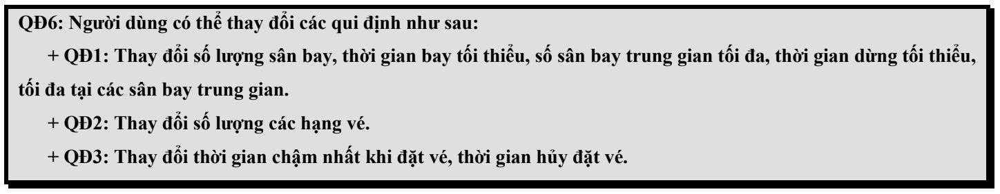 QĐ6: Người dùng có thể thay đổi các qui định như sau:
+ QĐ1: Thay đổi số lượng sân bay, thời gian bay tối thiểu, số sân bay trung gian tối đa, thời gian dừng tối thiểu,
tối đa tại các sân bay trung gian.
+ QĐ2: Thay đổi số lượng các hạng vé.
+ QĐ3: Thay đổi thời gian chậm nhất khi đặt vé, thời gian hủy đặt vé.